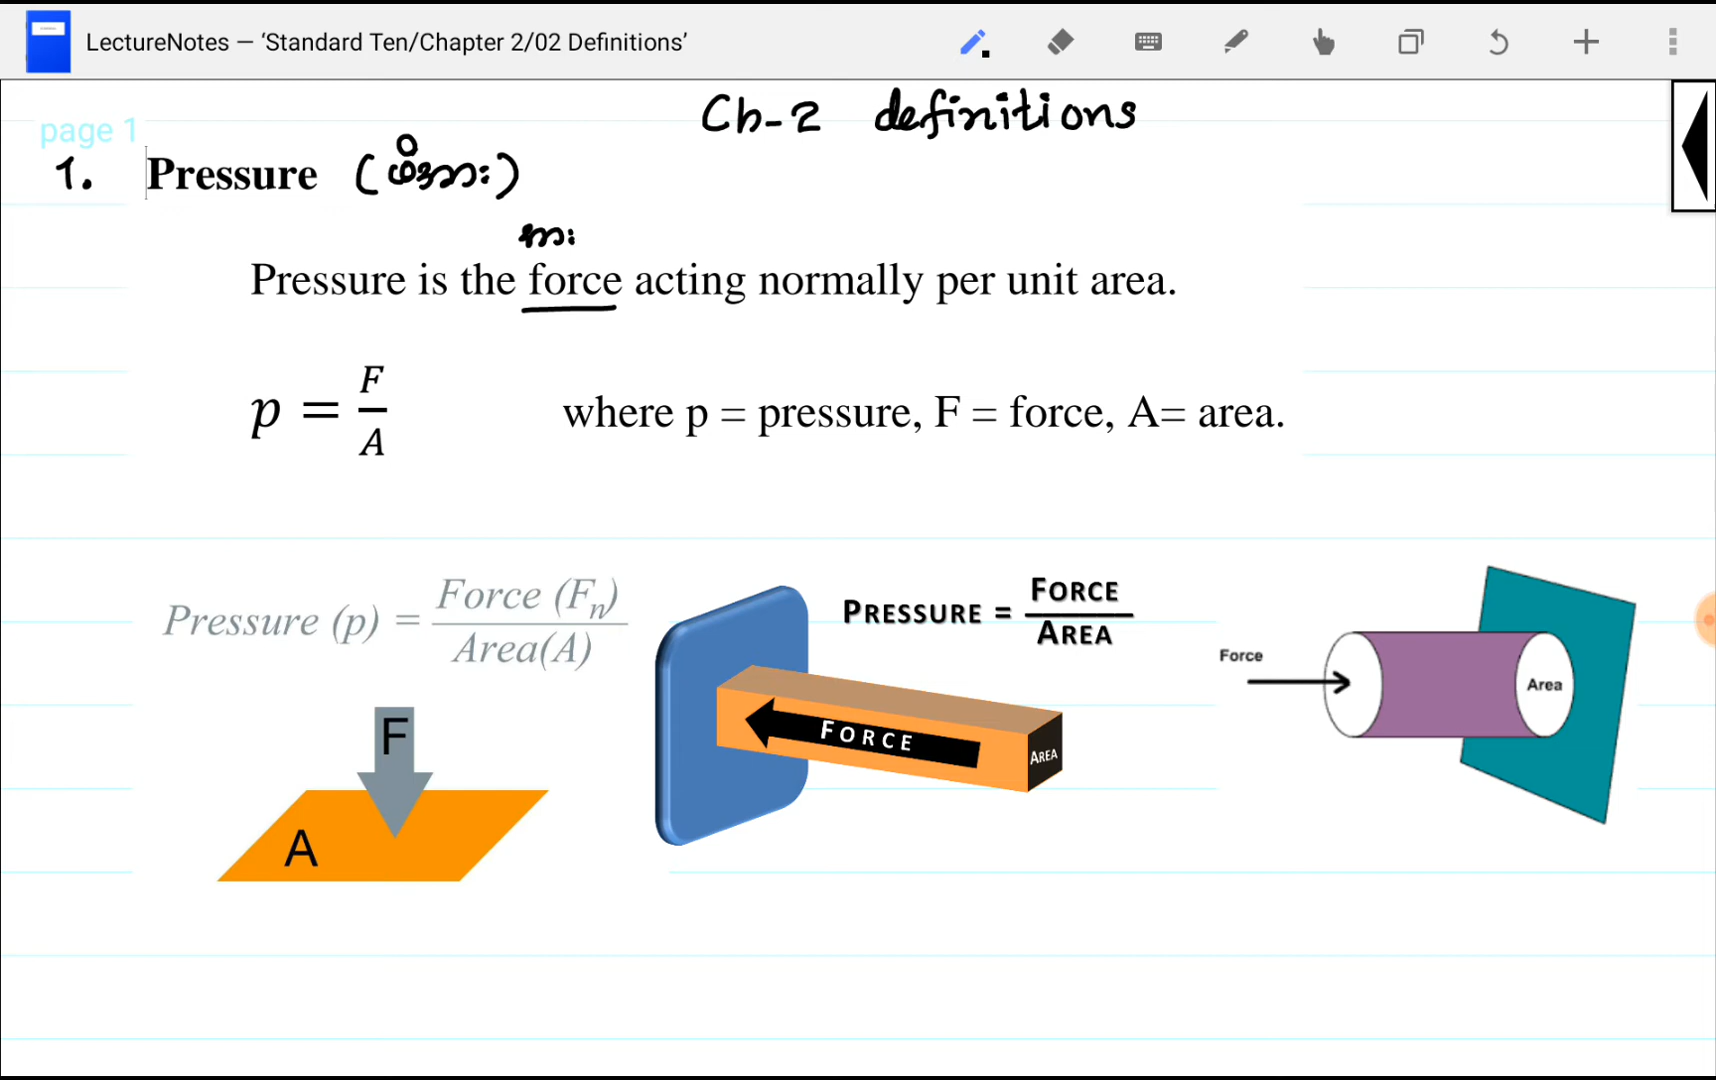 LectureNotes — ‘Standard Ten/Chapter 2/02 Definitions’
Ch-2 definitions
page 1
1. Pressure (ဖိအား)
အား
Pressure is the force acting normally per unit area.
p = F/A where p = pressure, F = force, A= area.
Pressure (p) = Force (Fn)/Area(A)
F
A
PRESSURE = FORCE/AREA
FORCE
AREA
Force
Area